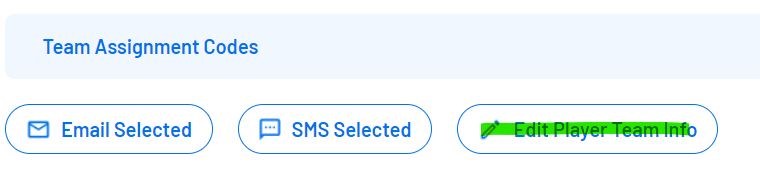 Team Assignment Codes
Email Selected
SMS Selected
Edit Player Team Info